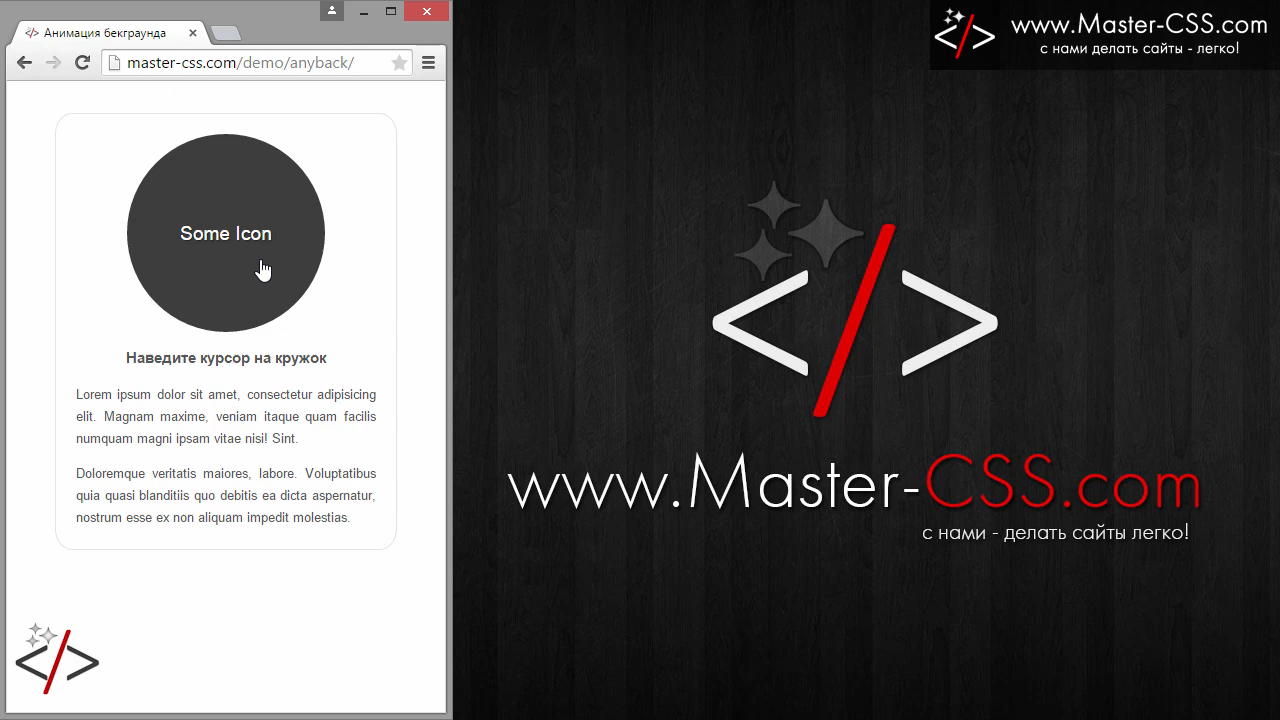 Анимация бекграунда
master-css.com/demo/anyback/
Some Icon
Наведите курсор на кружок
Lorem ipsum dolor sit amet, consectetur adipisicing
elit. Magnam maxime, veniam itaque quam facilis
numquam magni ipsam vitae nisi! Sint.
Doloremque veritatis maiores, labore. Voluptatibus
quia quasi blanditiis quo debitis ea dicta aspernatur,
nostrum esse ex non aliquam impedit molestias.
</>
www.Master-CSS.com
с нами делать сайты - легко!
</>
www.Master-CSS.com
с нами - делать сайты легко!
</>